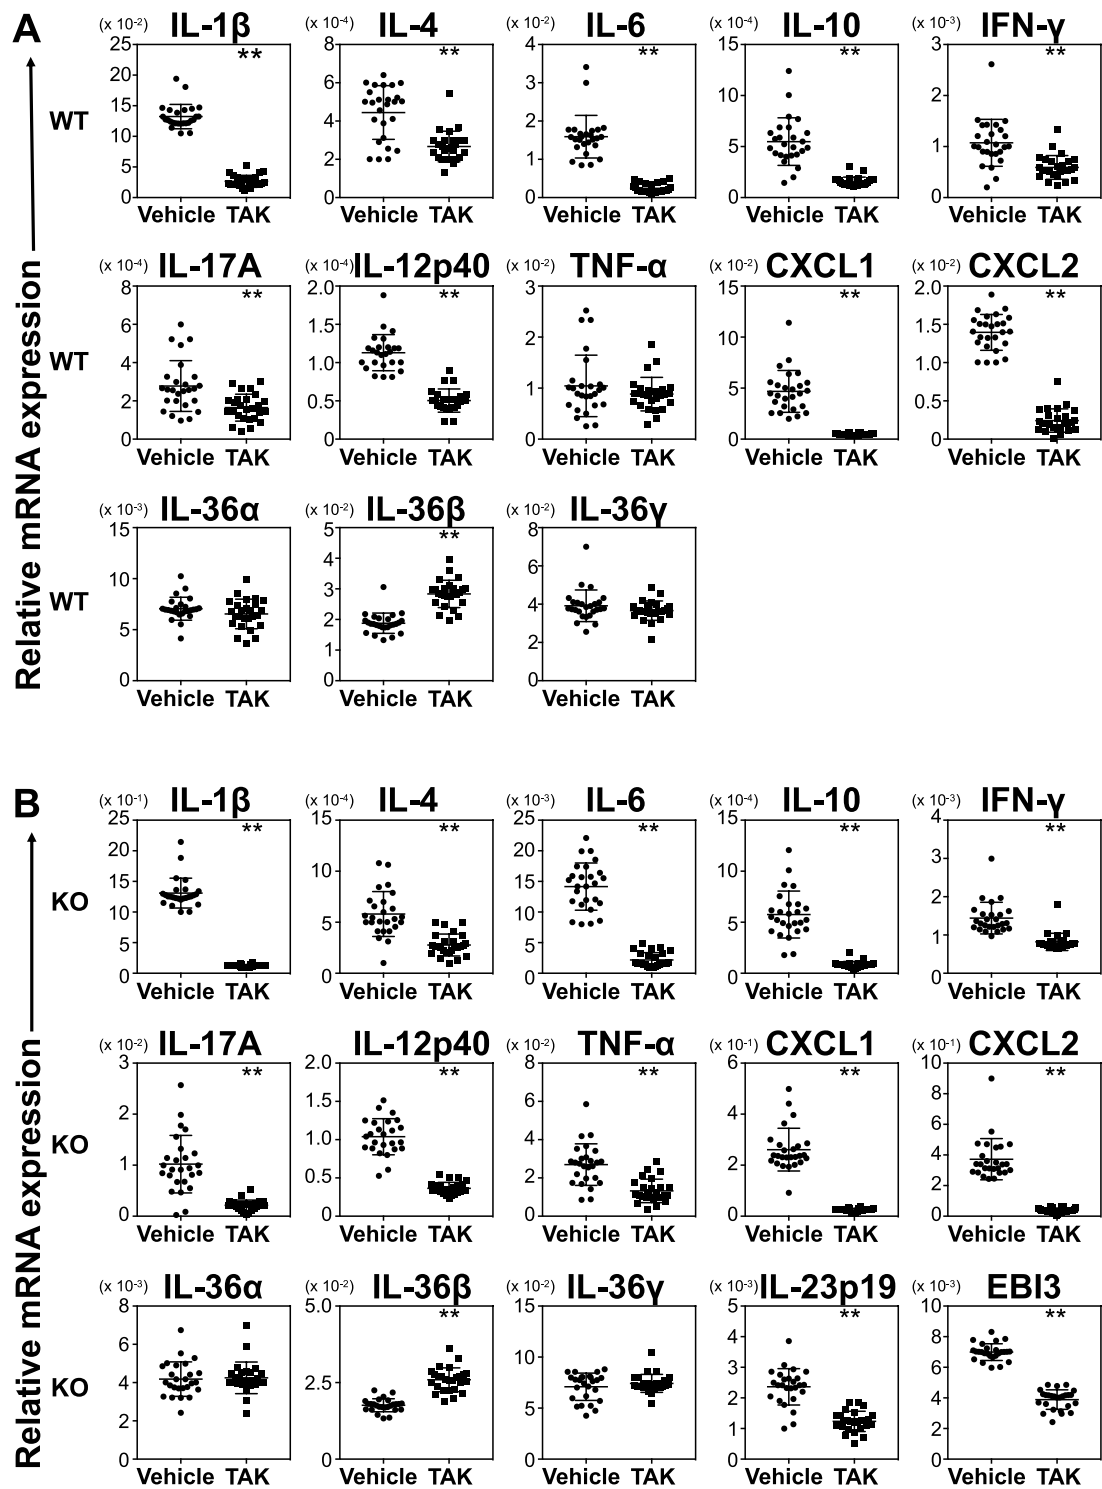 A
Relative mRNA expression
WT
(x 10-2) IL-1β
**
25
20
15
10
5
0
Vehicle TAK
(x 10-4) IL-4
**
8
6
4
2
0
Vehicle TAK
(x 10-2) IL-6
**
4
3
2
1
0
Vehicle TAK
(x 10-4) IL-10
**
15
10
5
0
Vehicle TAK
(x 10-3) IFN-γ
**
3
2
1
0
Vehicle TAK
WT
(x 10-4) IL-17A
**
8
6
4
2
0
Vehicle TAK
(x 10-4) IL-12p40
**
2.0
1.5
1.0
0.5
0
Vehicle TAK
(x 10-2) TNF-α
3
2
1
0
Vehicle TAK
(x 10-2) CXCL1
**
15
10
5
0
Vehicle TAK
(x 10-2) CXCL2
**
2.0
1.5
1.0
0.5
0
Vehicle TAK
WT
(x 10-3) IL-36α
15
10
5
0
Vehicle TAK
(x 10-2) IL-36β
**
5
4
3
2
1
0
Vehicle TAK
(x 10-2) IL-36γ
8
6
4
2
0
Vehicle TAK
B
Relative mRNA expression
KO
(x 10-1) IL-1β
**
25
20
15
10
5
0
Vehicle TAK
(x 10-4) IL-4
**
15
10
5
0
Vehicle TAK
(x 10-3) IL-6
**
25
20
15
10
5
0
Vehicle TAK
(x 10-4) IL-10
**
15
10
5
0
Vehicle TAK
(x 10-3) IFN-γ
**
4
3
2
1
0
Vehicle TAK
KO
(x 10-2) IL-17A
**
3
2
1
0
Vehicle TAK
(x 10-3) IL-12p40
**
2.0
1.5
1.0
0.5
0
Vehicle TAK
(x 10-2) TNF-α
**
8
6
4
2
0
Vehicle TAK
(x 10-1) CXCL1
**
6
4
2
0
Vehicle TAK
(x 10-1) CXCL2
**
10
8
6
4
2
0
Vehicle TAK
KO
(x 10-3) IL-36α
8
6
4
2
0
Vehicle TAK
(x 10-2) IL-36β
**
5.0
2.5
0
Vehicle TAK
(x 10-2) IL-36γ
15
10
5
0
Vehicle TAK
(x 10-3) IL-23p19
**
5
4
3
2
1
0
Vehicle TAK
(x 10-3) EBI3
**
10
8
6
4
2
0
Vehicle TAK